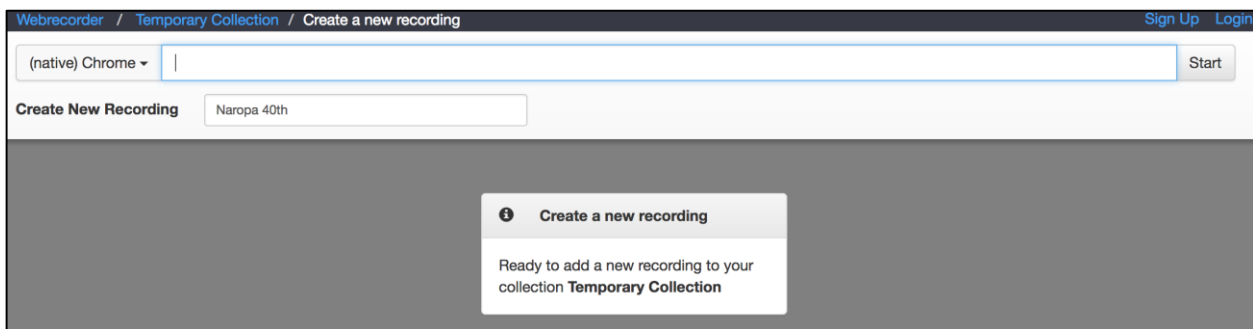 Webrecorder / Temporary Collection / Create a new recording Sign Up Login
(native) Chrome Start
Create New Recording Naropa 40th
Create a new recording
Ready to add a new recording to your
collection Temporary Collection